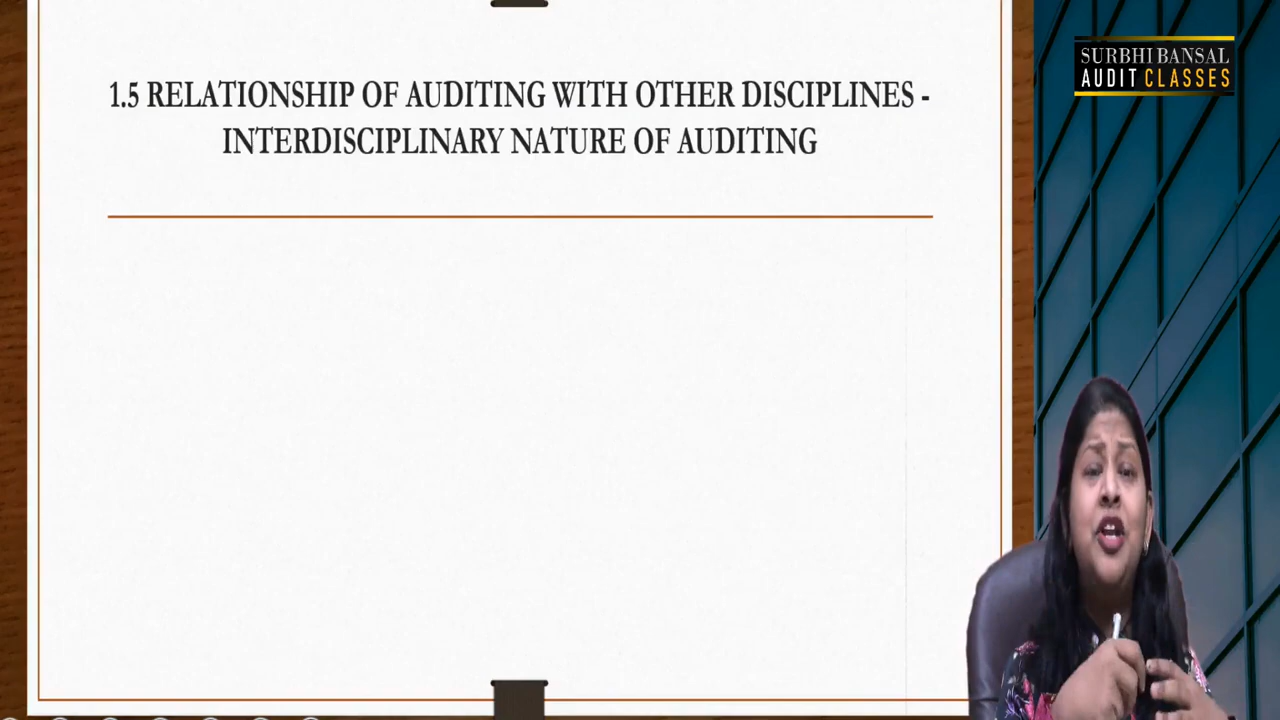 1.5 RELATIONSHIP OF AUDITING WITH OTHER DISCIPLINES -
INTERDISCIPLINARY NATURE OF AUDITING
SURBHI BANSAL
AUDIT CLASSES